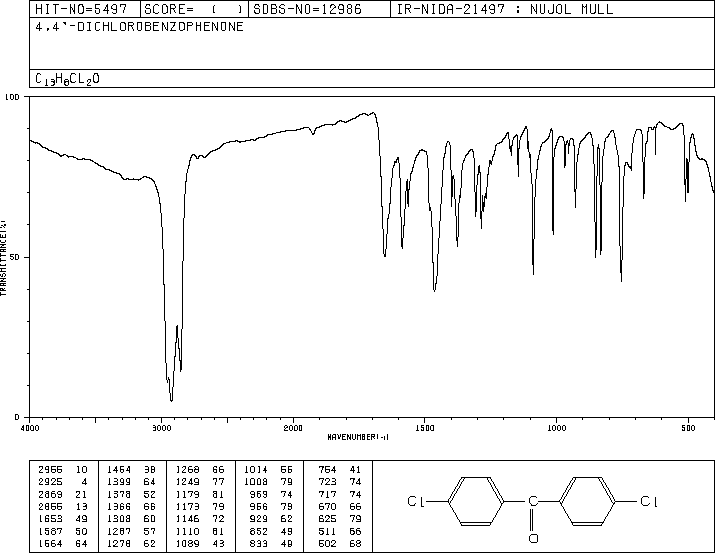 HIT-NO=5497 SCORE= ( ) SDBS-NO=12986 IR-NIDA-21497 : NUJOL MULL
4,4'-DICHLOROBENZOPHENONE
C13H8CL2O
100
50
0
TRANSMITTANCE(%)
4000 3000 2000 1500 1000 500
WAVENUMBER(-1)
2956 10 1464 38 1268 66 1014 55 754 41
2925 4 1399 64 1249 77 1008 79 723 74
2869 21 1378 52 1179 81 969 74 717 74
2855 13 1366 66 1173 79 956 79 670 66
1653 49 1308 60 1146 72 929 62 625 79
1587 50 1287 57 1110 81 852 49 511 66
1564 64 1278 62 1089 43 833 49 502 68
Cl C Cl
O